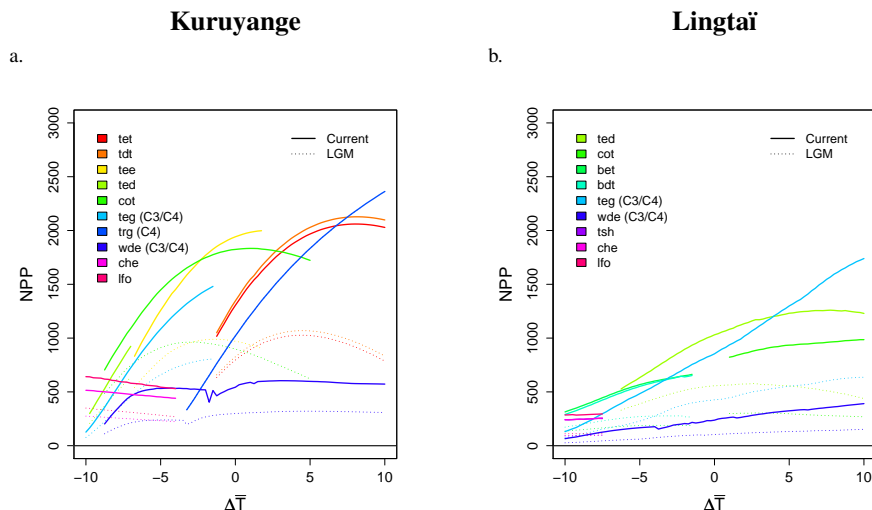 Kuruyange
Lingtaï
a.
b.
NPP
0 500 1000 1500 2000 2500 3000
tet
tdt
tee
ted
cot
teg (C3/C4)
trg (C4)
wde (C3/C4)
che
lfo
Current
LGM
−10 −5 0 5 10
ΔT̅
NPP
0 500 1000 1500 2000 2500 3000
ted
cot
bet
bdt
teg (C3/C4)
wde (C3/C4)
tsh
che
lfo
Current
LGM
−10 −5 0 5 10
ΔT̅